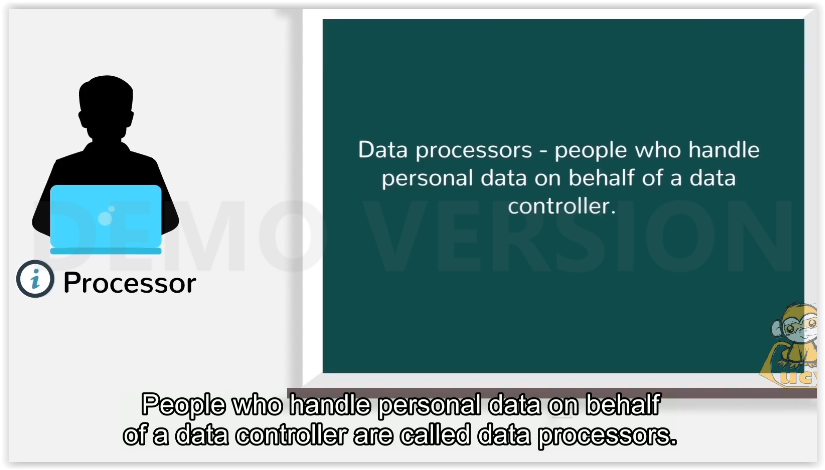 Data processors - people who handle
personal data on behalf of a data
controller.
DEMO VERSION
i Processor
People who handle personal data on behalf
of a data controller are called data processors.